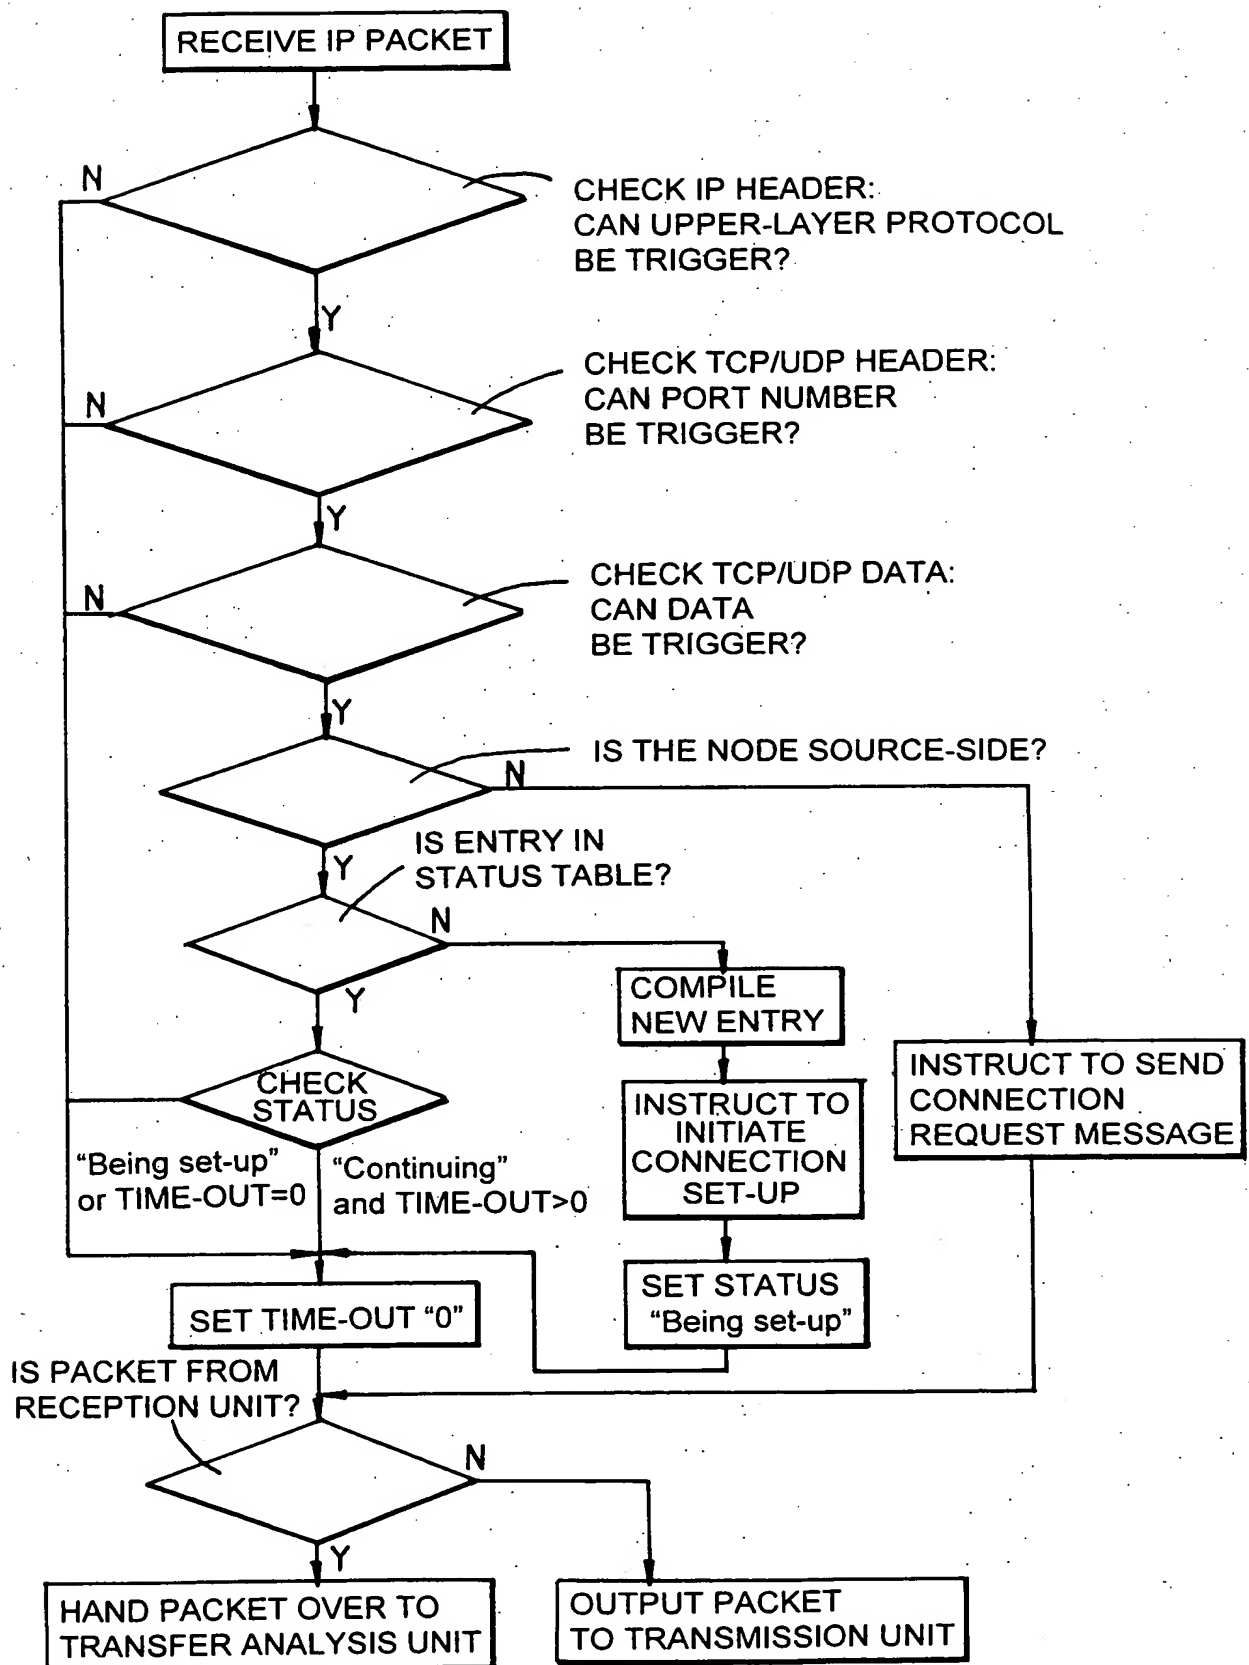 RECEIVE IP PACKET
N
CHECK IP HEADER:
CAN UPPER-LAYER PROTOCOL
BE TRIGGER?
Y
CHECK TCP/UDP HEADER:
CAN PORT NUMBER
BE TRIGGER?
N
Y
CHECK TCP/UDP DATA:
CAN DATA
BE TRIGGER?
N
Y
IS THE NODE SOURCE-SIDE?
N
Y
IS ENTRY IN
STATUS TABLE?
N
Y
COMPILE
NEW ENTRY
CHECK
STATUS
INSTRUCT TO
INITIATE
CONNECTION
SET-UP
INSTRUCT TO SEND
CONNECTION
REQUEST MESSAGE
“Being set-up”
or TIME-OUT=0
“Continuing”
and TIME-OUT>0
SET STATUS
“Being set-up”
SET TIME-OUT “0”
IS PACKET FROM
RECEPTION UNIT?
N
Y
HAND PACKET OVER TO
TRANSFER ANALYSIS UNIT
OUTPUT PACKET
TO TRANSMISSION UNIT